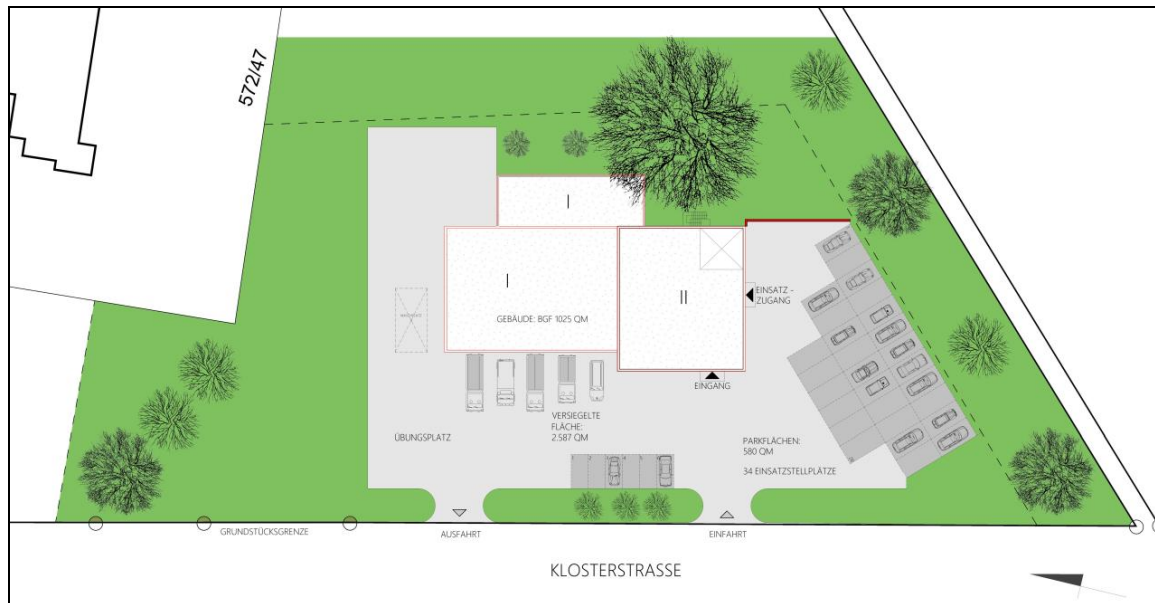 572/47
I
I
II
GEBÄUDE: BGF 1025 QM
EINSATZ -
ZUGANG
EINGANG
VERSIEGELTE
FLÄCHE:
2.587 QM
ÜBUNGSPLATZ
PARKFLÄCHEN:
580 QM
34 EINSATZSTELLPLÄTZE
GRUNDSTÜCKSGRENZE
AUSFAHRT
EINFAHRT
KLOSTERSTRASSE